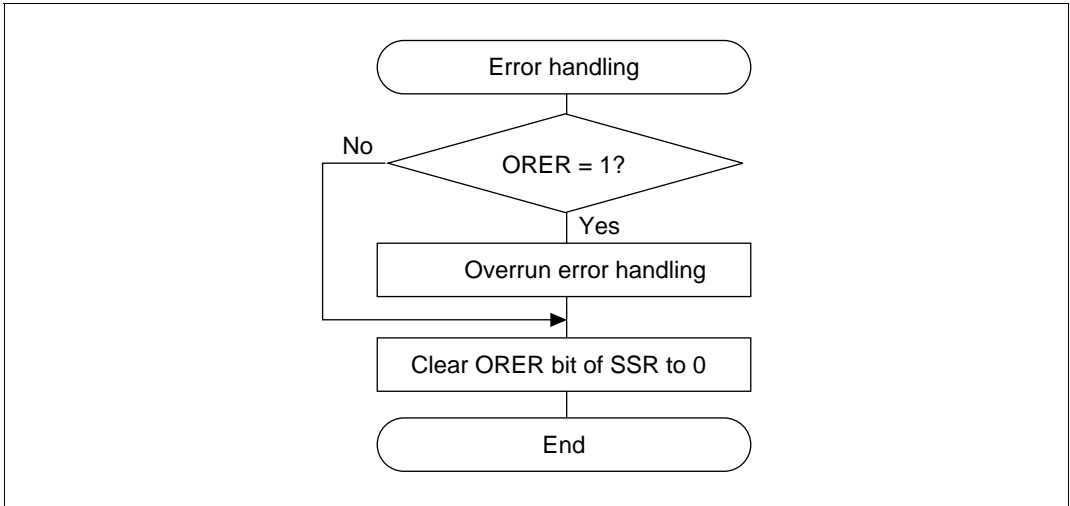 Error handling
No
ORER = 1?
Yes
Overrun error handling
Clear ORER bit of SSR to 0
End